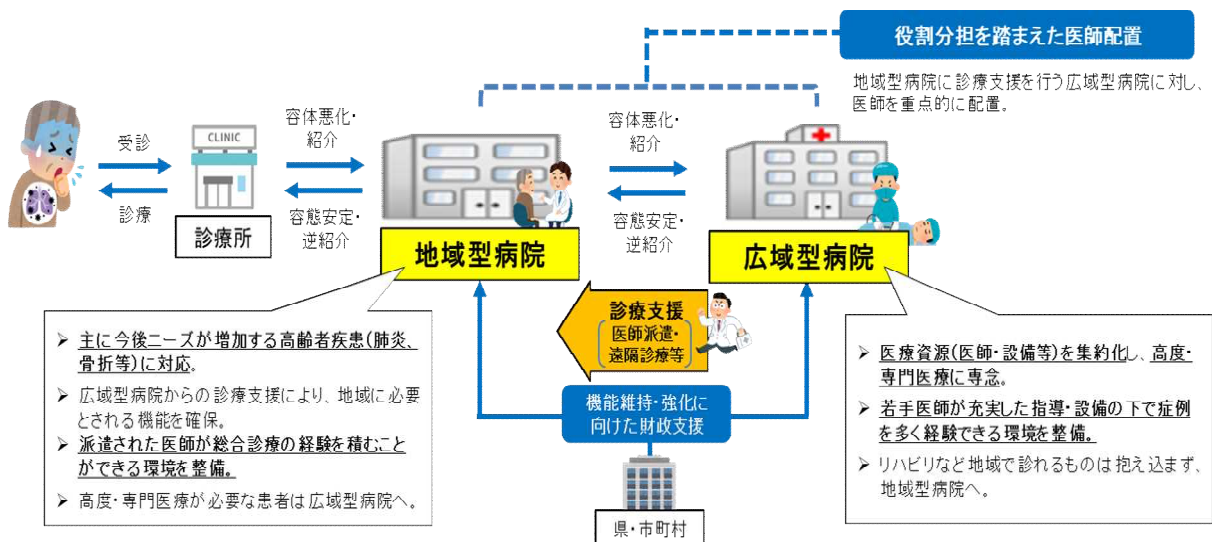 役割分担を踏まえた医師配置
地域型病院に診療支援を行う広域型病院に対し、
医師を重点的に配置。
受診
診療
CLINIC
診療所
容体悪化・
紹介
容態安定・
逆紹介
地域型病院
容体悪化・
紹介
容態安定・
逆紹介
広域型病院
診療支援
医師派遣・
遠隔診療等
➢ 主に今後ニーズが増加する高齢者疾患(肺炎、
骨折等)に対応。
➢ 広域型病院からの診療支援により、地域に必要
とされる機能を確保。
➢ 派遣された医師が総合診療の経験を積むこと
ができる環境を整備。
➢ 高度・専門医療が必要な患者は広域型病院へ。
機能維持・強化に
向けた財政支援
県・市町村
➢ 医療資源(医師・設備等)を集約化し、高度・
専門医療に専念。
➢ 若手医師が充実した指導・設備の下で症例
を多く経験できる環境を整備。
➢ リハビリなど地域で診れるものは抱え込まず、
地域型病院へ。